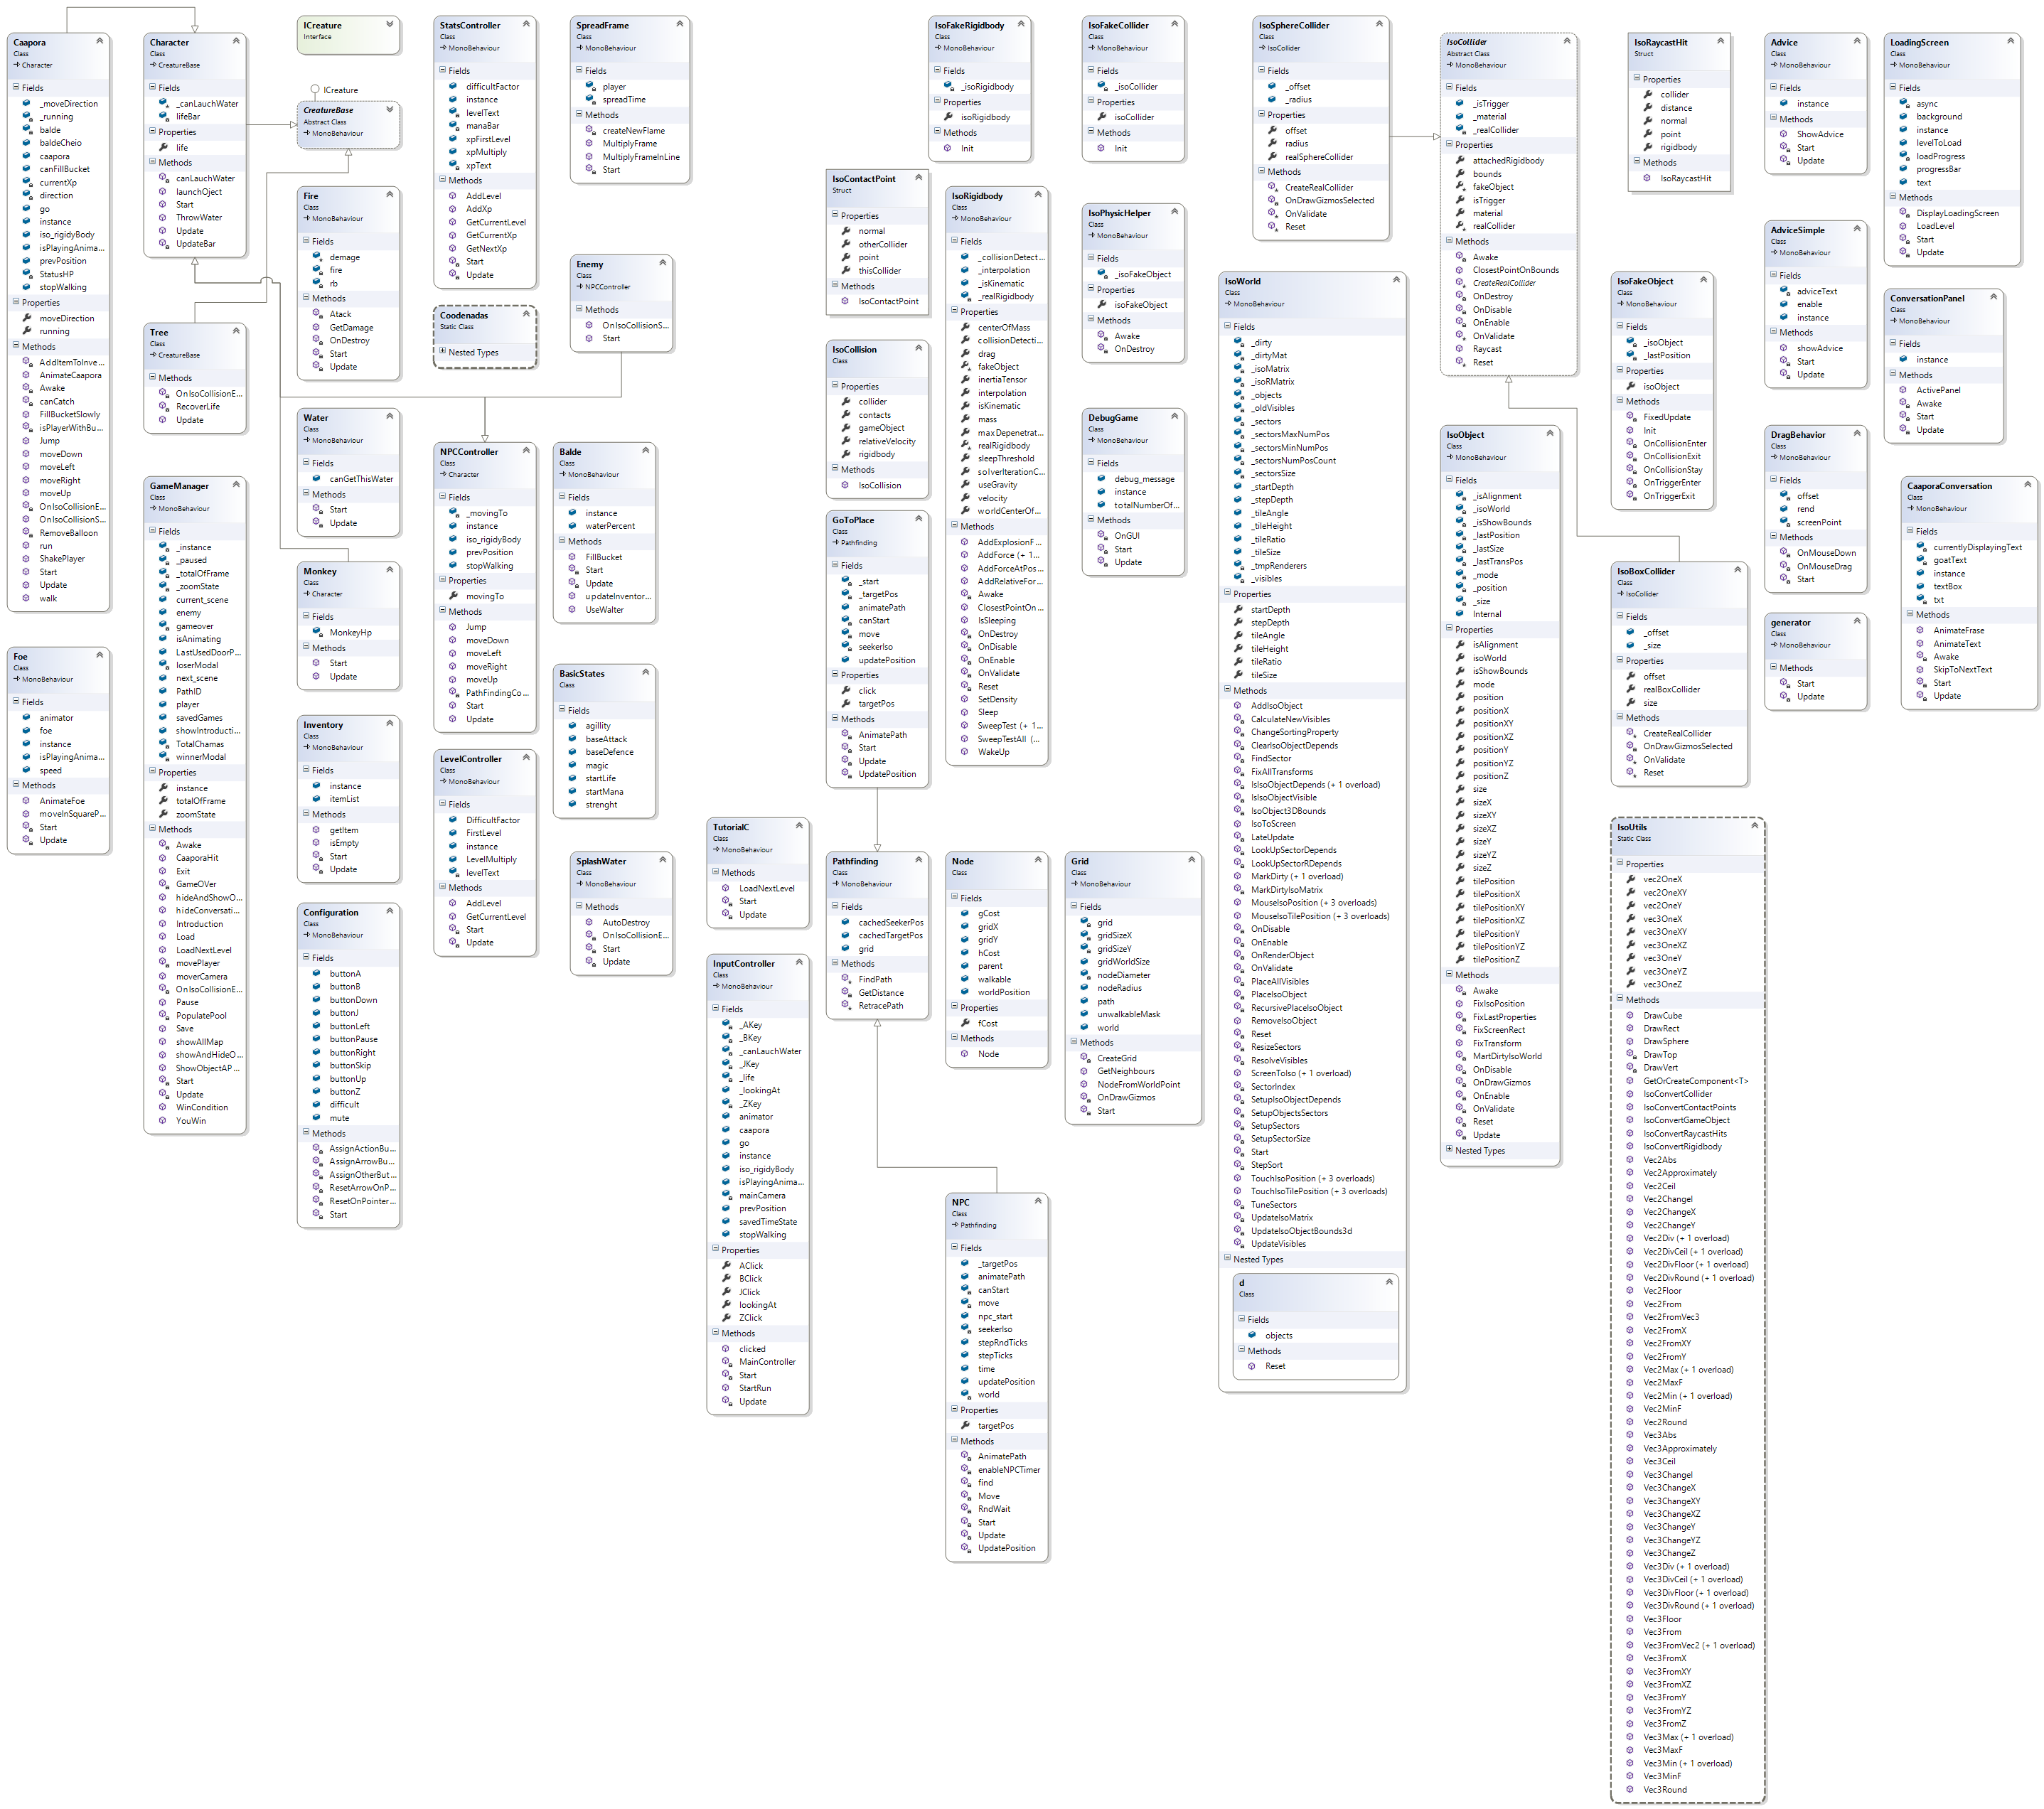 Caapora
Class
Character
Fields
_moveDirection
_running
balde
baldeCheio
caapora
canFillBucket
currentXp
direction
go
instance
iso_rigidyBody
isPlayingAnima...
prevPosition
StatusHP
stopWalking
Properties
moveDirection
running
Methods
AddItemToInve...
AnimateCaapora
Awake
canCatch
FillBucketSlowly
isPlayerWithBu...
Jump
moveDown
moveLeft
moveRight
moveUp
OnIsoCollisionE...
OnIsoCollisionS...
RemoveBalloon
run
ShakePlayer
Start
Update
walk
Foe
Class
MonoBehaviour
Fields
animator
foe
instance
isPlayingAnima...
speed
Methods
AnimateFoe
moveInSquareP...
Start
Update
Character
Class
CreatureBase
Fields
_canLauchWater
lifeBar
Properties
life
Methods
canLauchWater
launchOject
Start
ThrowWater
Update
UpdateBar
Tree
Class
CreatureBase
Methods
OnIsoCollisionE...
RecoverLife
Update
GameManager
Class
MonoBehaviour
Fields
_instance
_paused
_totalOfFrame
_zoomState
current_scene
enemy
gameover
isAnimating
LastUsedDoorP...
loserModal
next_scene
PathID
player
savedGames
showIntroducti...
TotalChamas
winnerModal
Properties
instance
totalOfFrame
zoomState
Methods
Awake
CaaporaHit
Exit
GameOVer
hideAndShowO...
hideConversati...
Introduction
Load
LoadNextLevel
movePlayer
moverCamera
OnIsoCollisionE...
Pause
PopulatePool
Save
showAllMap
showAndHideO...
ShowObjectAP...
Start
Update
WinCondition
YouWin
ICreature
Interface
ICreature
CreatureBase
Abstract Class
MonoBehaviour
Fire
Class
MonoBehaviour
Fields
demage
fire
rb
Methods
Atack
GetDamage
OnDestroy
Start
Update
Water
Class
MonoBehaviour
Fields
canGetThisWater
Methods
Start
Update
Monkey
Class
Character
Fields
MonkeyHp
Methods
Start
Update
Inventory
Class
MonoBehaviour
Fields
instance
itemList
Methods
getItem
isEmpty
Start
Update
Configuration
Class
MonoBehaviour
Fields
buttonA
buttonB
buttonDown
buttonJ
buttonLeft
buttonPause
buttonRight
buttonSkip
buttonUp
buttonZ
difficult
mute
Methods
AssignActionBu...
AssignArrowBu...
AssignOtherBut...
ResetArrowOnP...
ResetOnPointer...
Start
StatsController
Class
MonoBehaviour
Fields
difficultFactor
instance
levelText
manaBar
xpFirstLevel
xpMultiply
xpText
Methods
AddLevel
AddXp
GetCurrentLevel
GetCurrentXp
GetNextXp
Start
Update
Coodenadas
Static Class
Nested Types
NPCController
Class
Character
Fields
_movingTo
instance
iso_rigidyBody
prevPosition
stopWalking
Properties
movingTo
Methods
Jump
moveDown
moveLeft
moveRight
moveUp
PathFindingCo...
Start
Update
LevelController
Class
MonoBehaviour
Fields
DifficultFactor
FirstLevel
instance
LevelMultiply
levelText
Methods
AddLevel
GetCurrentLevel
Start
Update
SpreadFrame
Class
MonoBehaviour
Fields
player
spreadTime
Methods
createNewFlame
MultiplyFrame
MultiplyFrameInLine
Start
Enemy
Class
NPCController
Methods
OnIsoCollisionS...
Start
Balde
Class
MonoBehaviour
Fields
instance
waterPercent
Methods
FillBucket
Start
Update
updateInventor...
UseWalter
BasicStates
Class
Fields
agillity
baseAttack
baseDefence
magic
startLife
startMana
strenght
SplashWater
Class
MonoBehaviour
Methods
AutoDestroy
OnIsoCollisionE...
Start
Update
TutorialC
Class
MonoBehaviour
Methods
LoadNextLevel
Start
Update
InputController
Class
MonoBehaviour
Fields
_AKey
_BKey
_canLauchWater
_JKey
_life
_lookingAt
_ZKey
animator
caapora
go
instance
iso_rigidyBody
isPlayingAnima...
mainCamera
prevPosition
savedTimeState
stopWalking
Properties
AClick
BClick
JClick
lookingAt
ZClick
Methods
clicked
MainController
Start
StartRun
Update
IsoContactPoint
Struct
Properties
normal
otherCollider
point
thisCollider
Methods
IsoContactPoint
IsoCollision
Class
Properties
collider
contacts
gameObject
relativeVelocity
rigidbody
Methods
IsoCollision
GoToPlace
Class
Pathfinding
Fields
_start
_targetPos
animatePath
canStart
move
seekerIso
updatePosition
Properties
click
targetPos
Methods
AnimatePath
Start
Update
UpdatePosition
Pathfinding
Class
MonoBehaviour
Fields
cachedSeekerPos
cachedTargetPos
grid
Methods
FindPath
GetDistance
RetracePath
IsoFakeRigidbody
Class
MonoBehaviour
Fields
_isoRigidbody
Properties
isoRigidbody
Methods
Init
IsoRigidbody
Class
MonoBehaviour
Fields
_collisionDetect...
_interpolation
_isKinematic
_realRigidbody
Properties
centerOfMass
collisionDetecti...
drag
fakeObject
inertiaTensor
interpolation
isKinematic
mass
maxDepenetrat...
realRigidbody
sleepThreshold
solverIterationC...
useGravity
velocity
worldCenterOf...
Methods
AddExplosionF...
AddForce (+ 1...
AddForceAtPos...
AddRelativeFor...
Awake
ClosestPointOn...
IsSleeping
OnDestroy
OnDisable
OnEnable
OnValidate
Reset
SetDensity
Sleep
SweepTest (+ 1...
SweepTestAll (...
WakeUp
Node
Class
Fields
gCost
gridX
gridY
hCost
parent
walkable
worldPosition
Properties
fCost
Methods
Node
NPC
Class
Pathfinding
Fields
_targetPos
animatePath
canStart
move
npc_start
seekerIso
stepRndTicks
stepTicks
time
updatePosition
world
Properties
targetPos
Methods
AnimatePath
enableNPCTimer
find
Move
RndWait
Start
Update
UpdatePosition
IsoFakeCollider
Class
MonoBehaviour
Fields
_isoCollider
Properties
isoCollider
Methods
Init
IsoPhysicHelper
Class
MonoBehaviour
Fields
_isoFakeObject
Properties
isoFakeObject
Methods
Awake
OnDestroy
DebugGame
Class
MonoBehaviour
Fields
debug_message
instance
totalNumberOf...
Methods
OnGUI
Start
Update
Grid
Class
MonoBehaviour
Fields
grid
gridSizeX
gridSizeY
gridWorldSize
nodeDiameter
nodeRadius
path
unwalkableMask
world
Methods
CreateGrid
GetNeighbours
NodeFromWorldPoint
OnDrawGizmos
Start
IsoSphereCollider
Class
IsoCollider
Fields
_offset
_radius
Properties
offset
radius
realSphereCollider
Methods
CreateRealCollider
OnDrawGizmosSelected
OnValidate
Reset
IsoWorld
Class
MonoBehaviour
Fields
_dirty
_dirtyMat
_isoMatrix
_isoRMatrix
_objects
_oldVisibles
_sectors
_sectorsMaxNumPos
_sectorsMinNumPos
_sectorsNumPosCount
_sectorsSize
_startDepth
_stepDepth
_tileAngle
_tileHeight
_tileRatio
_tileSize
_tmpRenderers
_visibles
Properties
startDepth
stepDepth
tileAngle
tileHeight
tileRatio
tileSize
Methods
AddIsoObject
CalculateNewVisibles
ChangeSortingProperty
ClearIsoObjectDepends
FindSector
FixAllTransforms
IsIsoObjectDepends (+ 1 overload)
IsIsoObjectVisible
IsoObject3DBounds
IsoToScreen
LateUpdate
LookUpSectorDepends
LookUpSectorRDepends
MarkDirty (+ 1 overload)
MarkDirtyIsoMatrix
MouseIsoPosition (+ 3 overloads)
MouseIsoTilePosition (+ 3 overloads)
OnDisable
OnEnable
OnRenderObject
OnValidate
PlaceAllVisibles
PlaceIsoObject
RecursivePlaceIsoObject
RemoveIsoObject
Reset
ResizeSectors
ResolveVisibles
ScreenToIso (+ 1 overload)
SectorIndex
SetupIsoObjectDepends
SetupObjectsSectors
SetupSectors
SetupSectorSize
Start
StepSort
TouchIsoPosition (+ 3 overloads)
TouchIsoTilePosition (+ 3 overloads)
TuneSectors
UpdateIsoMatrix
UpdateIsoObjectBounds3d
UpdateVisibles
Nested Types
d
Class
Fields
objects
Methods
Reset
IsoCollider
Abstract Class
MonoBehaviour
Fields
_isTrigger
_material
_realCollider
Properties
attachedRigidbody
bounds
fakeObject
isTrigger
material
realCollider
Methods
Awake
ClosestPointOnBounds
CreateRealCollider
OnDestroy
OnDisable
OnEnable
OnValidate
Raycast
Reset
IsoObject
Class
MonoBehaviour
Fields
_isAlignment
_isoWorld
_isShowBounds
_lastPosition
_lastSize
_lastTransPos
_mode
_position
_size
Internal
Properties
isAlignment
isoWorld
isShowBounds
mode
position
positionX
positionXY
positionXZ
positionY
positionYZ
positionZ
size
sizeX
sizeXY
sizeXZ
sizeY
sizeYZ
sizeZ
tilePosition
tilePositionX
tilePositionXY
tilePositionXZ
tilePositionY
tilePositionYZ
tilePositionZ
Methods
Awake
FixIsoPosition
FixLastProperties
FixScreenRect
FixTransform
MartDirtyIsoWorld
OnDisable
OnDrawGizmos
OnEnable
OnValidate
Reset
Update
Nested Types
IsoRaycastHit
Struct
Properties
collider
distance
normal
point
rigidbody
Methods
IsoRaycastHit
IsoFakeObject
Class
MonoBehaviour
Fields
_isoObject
_lastPosition
Properties
isoObject
Methods
FixedUpdate
Init
OnCollisionEnter
OnCollisionExit
OnCollisionStay
OnTriggerEnter
OnTriggerExit
IsoBoxCollider
Class
IsoCollider
Fields
_offset
_size
Properties
offset
realBoxCollider
size
Methods
CreateRealCollider
OnDrawGizmosSelected
OnValidate
Reset
IsoUtils
Static Class
Properties
vec2OneX
vec2OneXY
vec2OneY
vec3OneX
vec3OneXY
vec3OneXZ
vec3OneY
vec3OneYZ
vec3OneZ
Methods
DrawCube
DrawRect
DrawSphere
DrawTop
DrawVert
GetOrCreateComponent<T>
IsoConvertCollider
IsoConvertContactPoints
IsoConvertGameObject
IsoConvertRaycastHits
IsoConvertRigidbody
Vec2Abs
Vec2Approximately
Vec2Ceil
Vec2ChangeI
Vec2ChangeX
Vec2ChangeY
Vec2Div (+ 1 overload)
Vec2DivCeil (+ 1 overload)
Vec2DivFloor (+ 1 overload)
Vec2DivRound (+ 1 overload)
Vec2Floor
Vec2From
Vec2FromVec3
Vec2FromX
Vec2FromXY
Vec2FromY
Vec2Max (+ 1 overload)
Vec2MaxF
Vec2Min (+ 1 overload)
Vec2MinF
Vec2Round
Vec3Abs
Vec3Approximately
Vec3Ceil
Vec3ChangeI
Vec3ChangeX
Vec3ChangeXY
Vec3ChangeXZ
Vec3ChangeY
Vec3ChangeYZ
Vec3ChangeZ
Vec3Div (+ 1 overload)
Vec3DivCeil (+ 1 overload)
Vec3DivFloor (+ 1 overload)
Vec3DivRound (+ 1 overload)
Vec3Floor
Vec3From
Vec3FromVec2 (+ 1 overload)
Vec3FromX
Vec3FromXY
Vec3FromXZ
Vec3FromY
Vec3FromYZ
Vec3FromZ
Vec3Max (+ 1 overload)
Vec3MaxF
Vec3Min (+ 1 overload)
Vec3MinF
Vec3Round
Advice
Class
MonoBehaviour
Fields
instance
Methods
ShowAdvice
Start
Update
AdviceSimple
Class
MonoBehaviour
Fields
adviceText
enable
instance
Methods
showAdvice
Start
Update
DragBehavior
Class
MonoBehaviour
Fields
offset
rend
screenPoint
Methods
OnMouseDown
OnMouseDrag
Start
generator
Class
MonoBehaviour
Methods
Start
Update
LoadingScreen
Class
MonoBehaviour
Fields
async
background
instance
levelToLoad
loadProgress
progressBar
text
Methods
DisplayLoadingScreen
LoadLevel
Start
Update
ConversationPanel
Class
MonoBehaviour
Fields
instance
Methods
ActivePanel
Awake
Start
Update
CaaporaConversation
Class
MonoBehaviour
Fields
currentlyDisplayingText
goatText
instance
textBox
txt
Methods
AnimateFrase
AnimateText
Awake
SkipToNextText
Start
Update